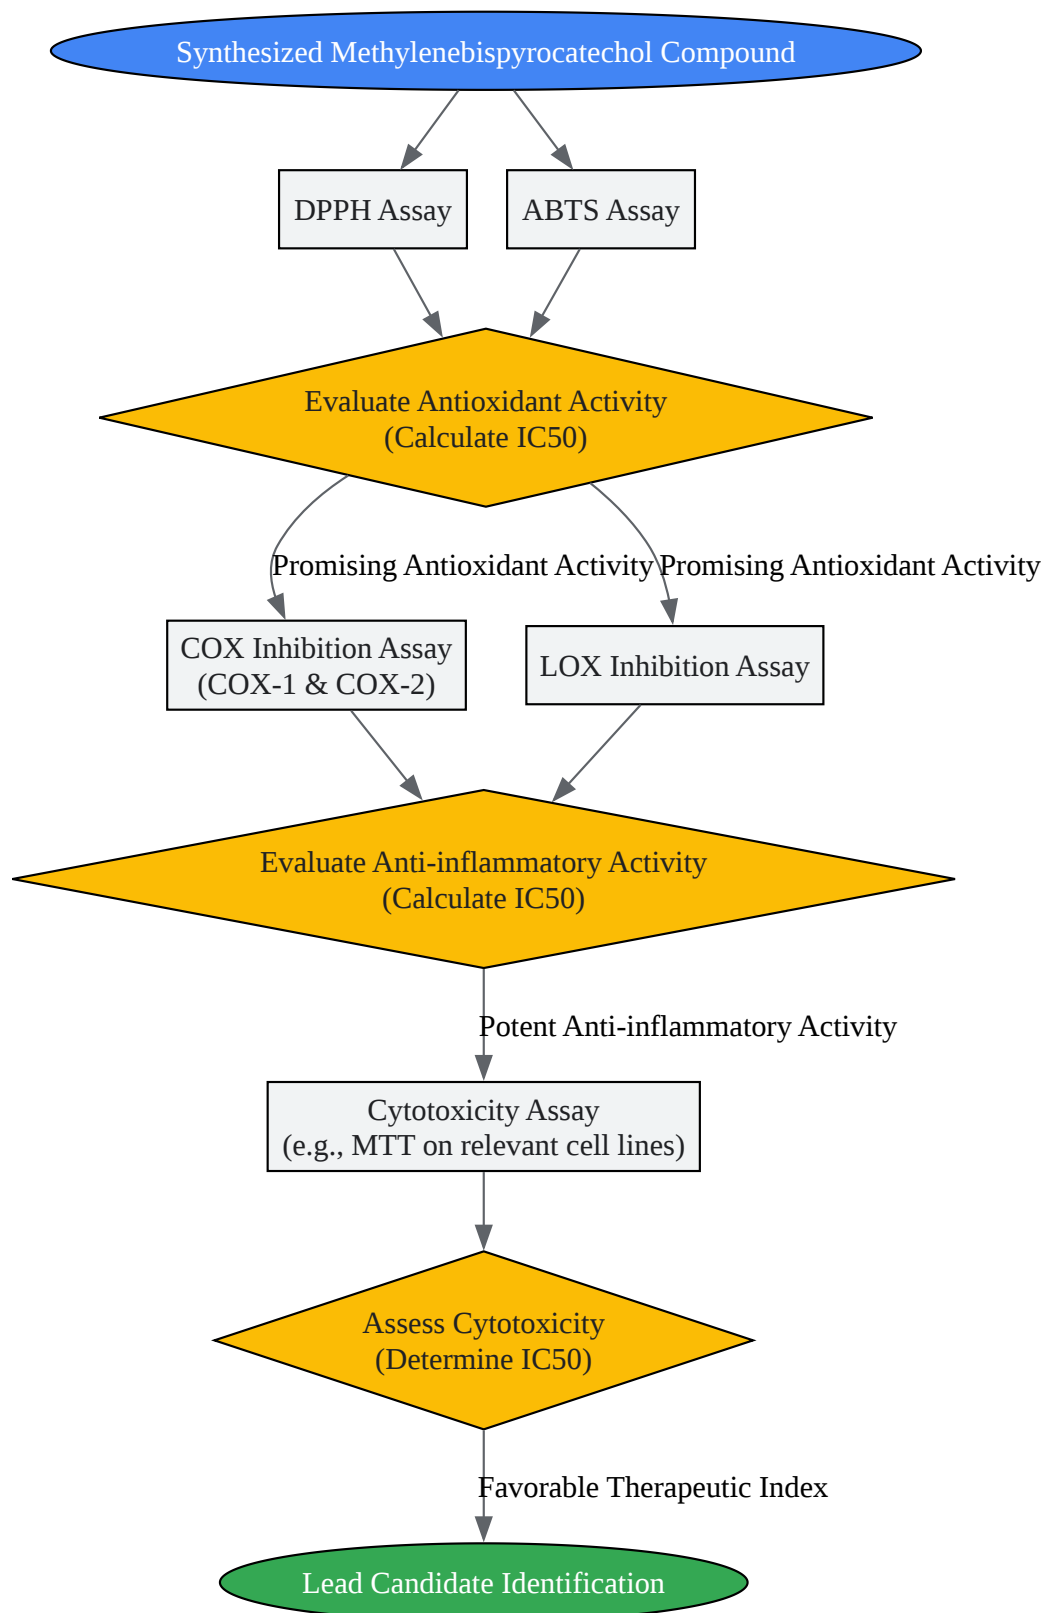 Synthesized Methylenebispyrocatechol Compound
DPPH Assay
ABTS Assay
Evaluate Antioxidant Activity
(Calculate IC50)
Promising Antioxidant Activity
Promising Antioxidant Activity
COX Inhibition Assay
(COX-1 & COX-2)
LOX Inhibition Assay
Evaluate Anti-inflammatory Activity
(Calculate IC50)
Potent Anti-inflammatory Activity
Cytotoxicity Assay
(e.g., MTT on relevant cell lines)
Assess Cytotoxicity
(Determine IC50)
Favorable Therapeutic Index
Lead Candidate Identification